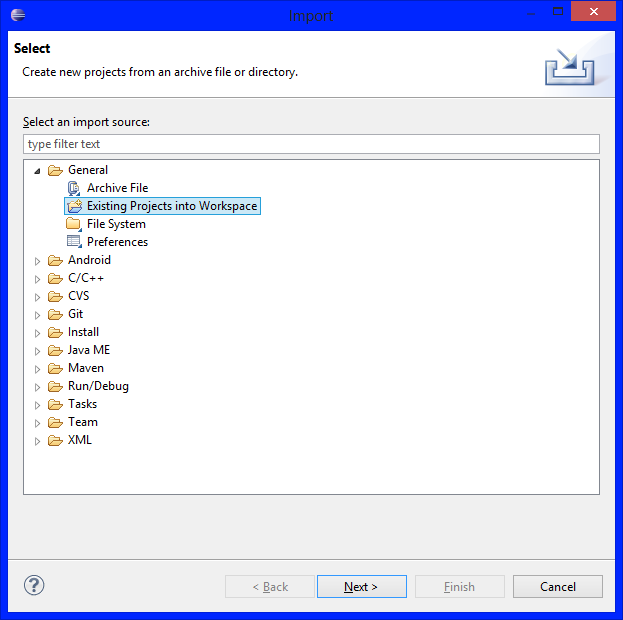 Import
Select
Create new projects from an archive file or directory.
Select an import source:
type filter text
General
Archive File
Existing Projects into Workspace
File System
Preferences
Android
C/C++
CVS
Git
Install
Java ME
Maven
Run/Debug
Tasks
Team
XML
? < Back Next > Finish Cancel